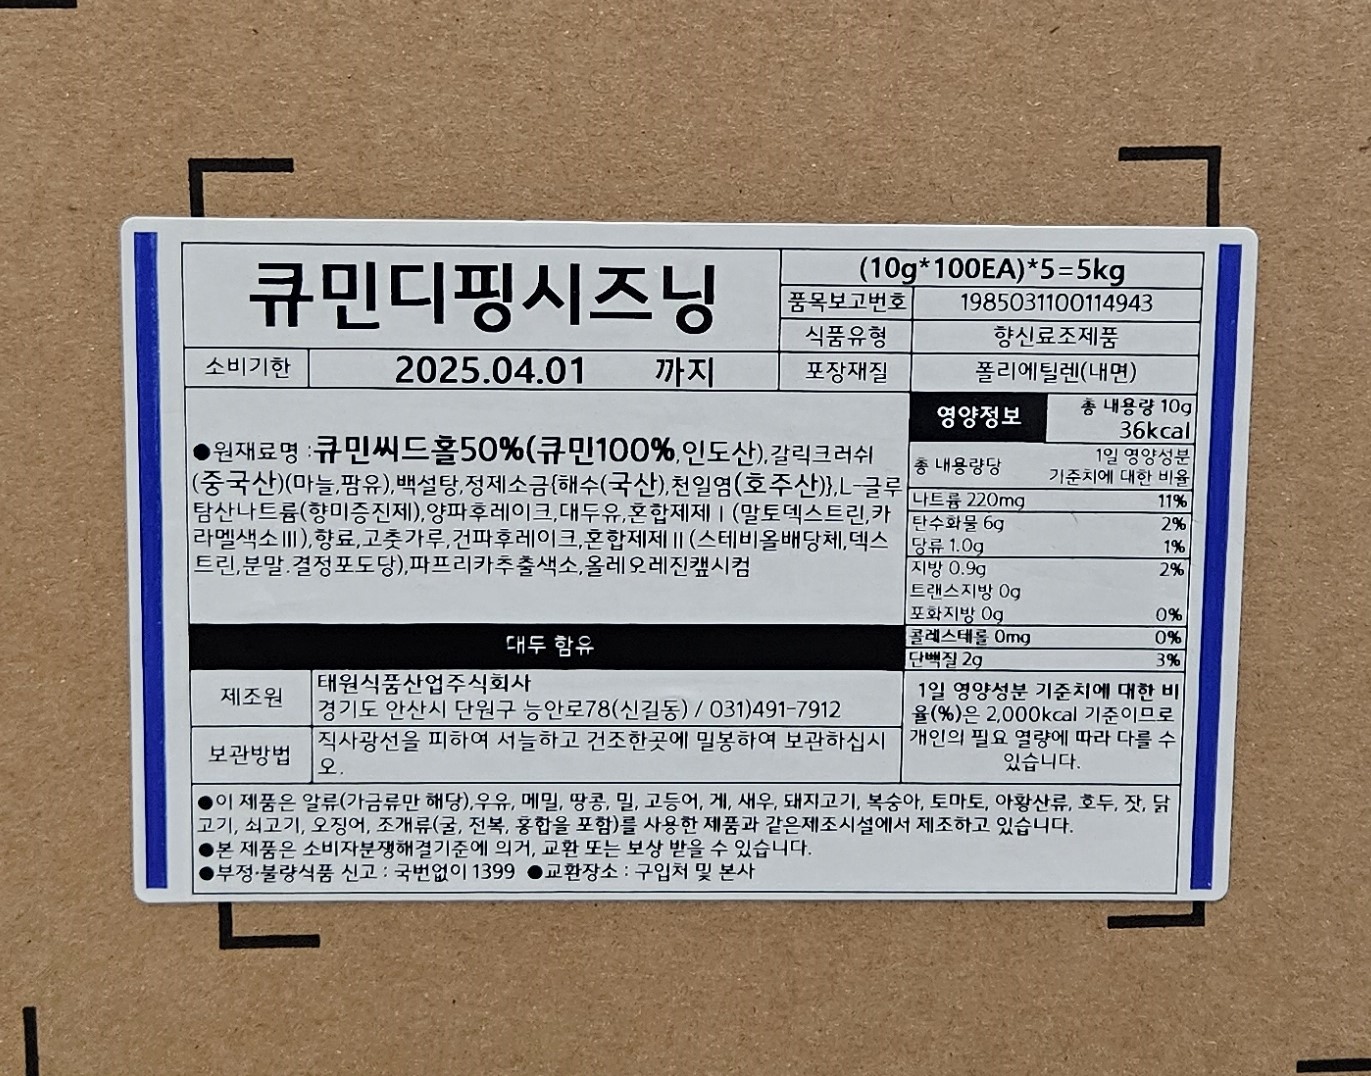 큐민디핑시즈닝
(10g*100EA)*5=5kg
품목보고번호 1985031100114943
식품유형 향신료조제품
소비기한 2025.04.01 까지
포장재질 폴리에틸렌(내면)
●원재료명 :큐민씨드홀50%(큐민100%,인도산),갈릭크러쉬
(중국산)(마늘,팜유),백설탕,정제소금{해수(국산),천일염(호주산)},L-글루
탐산나트륨(향미증진제),양파후레이크,대두유,혼합제제Ⅰ(말토덱스트린,카
라멜색소Ⅲ),향료,고춧가루,건파후레이크,혼합제제Ⅱ(스테비올배당체,덱스
트린,분말.결정포도당),파프리카추출색소,올레오레진캪시컴
대두 함유
제조원 태원식품산업주식회사
경기도 안산시 단원구 능안로78(신길동) / 031)491-7912
보관방법 직사광선을 피하여 서늘하고 건조한곳에 밀봉하여 보관하십시
오.
영양정보 총 내용량 10g
36kcal
총 내용량당 1일 영양성분
기준치에 대한 비율
나트륨 220mg 11%
탄수화물 6g 2%
당류 1.0g 1%
지방 0.9g 2%
트랜스지방 0g
포화지방 0g 0%
콜레스테롤 0mg 0%
단백질 2g 3%
1일 영양성분 기준치에 대한 비
율(%)은 2,000kcal 기준이므로
개인의 필요 열량에 따라 다를 수
있습니다.
●이 제품은 알류(가금류만 해당),우유, 메밀, 땅콩, 밀, 고등어, 게, 새우, 돼지고기, 복숭아, 토마토, 아황산류, 호두, 잣, 닭
고기, 쇠고기, 오징어, 조개류(굴, 전복, 홍합을 포함)를 사용한 제품과 같은제조시설에서 제조하고 있습니다.
●본 제품은 소비자분쟁해결기준에 의거, 교환 또는 보상 받을 수 있습니다.
●부정·불량식품 신고 : 국번없이 1399 ●교환장소 : 구입처 및 본사